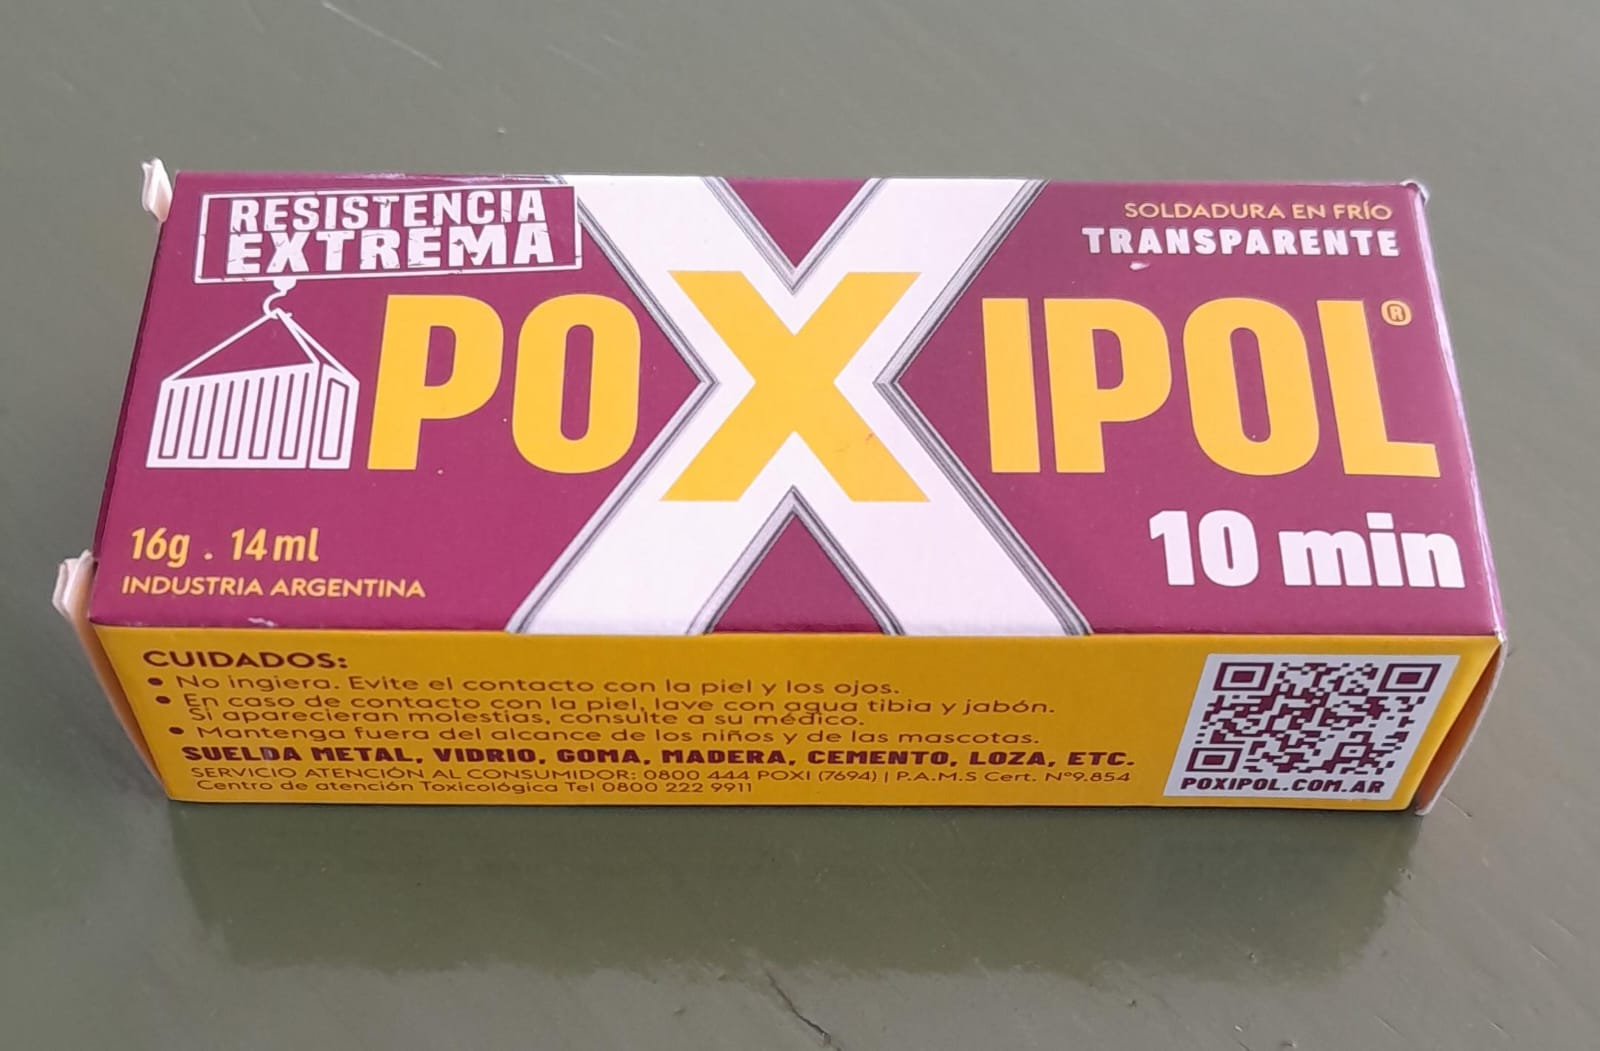 RESISTENCIA
EXTREMA
SOLDADURA EN FRÍO
TRANSPARENTE
POXIPOL®
10 min
16g . 14ml
INDUSTRIA ARGENTINA
CUIDADOS:
• No ingiera. Evite el contacto con la piel y los ojos.
• En caso de contacto con la piel, lave con agua tibia y jabón.
Si aparecieran molestias, consulte a su médico.
• Mantenga fuera del alcance de los niños y de las mascotas.
SUELDA METAL, VIDRIO, GOMA, MADERA, CEMENTO, LOZA, ETC.
SERVICIO ATENCIÓN AL CONSUMIDOR: 0800 444 POXI (7694) | P.A.M.S Cert. N°9.854
Centro de atención Toxicológica Tel 0800 222 9911
POXIPOL.COM.AR